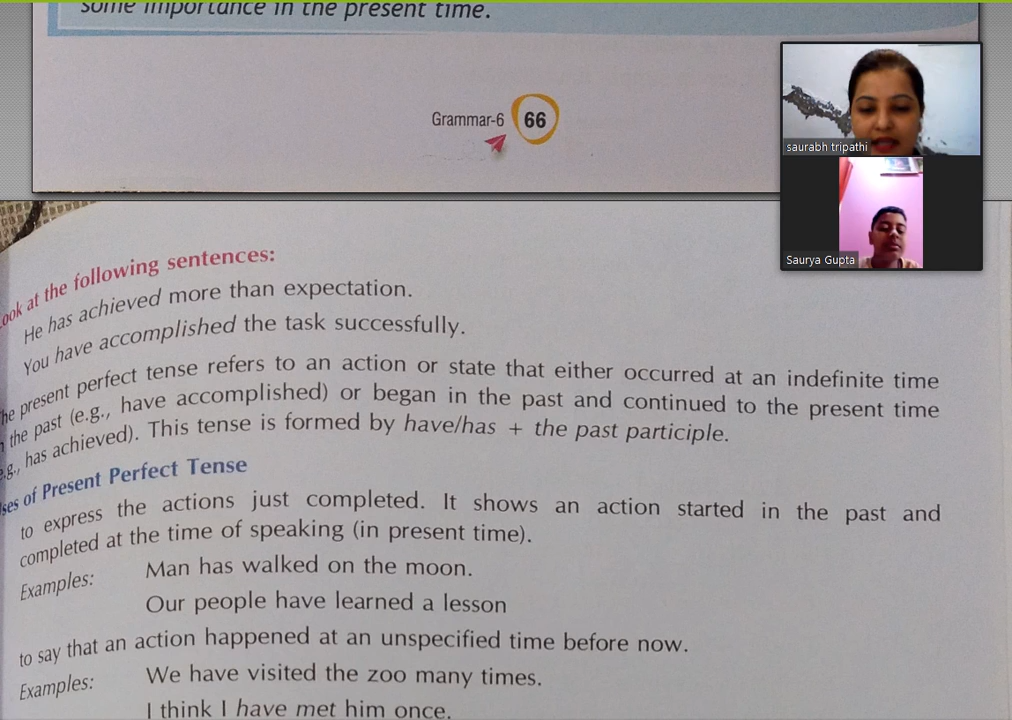 some importance in the present time.
Grammar-6 66
saurabh tripathi
Saurya Gupta
at the following sentences:
He has achieved more than expectation.
You have accomplished the task successfully.
present perfect tense refers to an action or state that either occurred at an indefinite time
the past (e.g., have accomplished) or began in the past and continued to the present time
has achieved). This tense is formed by have/has + the past participle.
of Present Perfect Tense
to express the actions just completed. It shows an action started in the past and
completed at the time of speaking (in present time).
Examples: Man has walked on the moon.
Our people have learned a lesson
to say that an action happened at an unspecified time before now.
Examples: We have visited the zoo many times.
I think I have met him once.